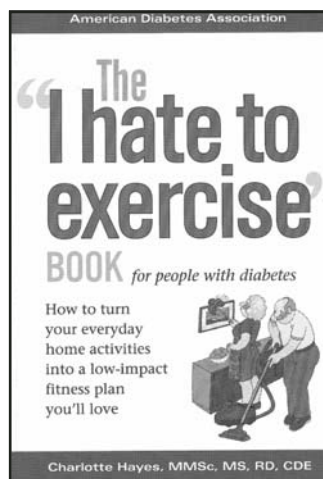 American Diabetes Association
The
"I hate to
exercise"
BOOK for people with diabetes
How to turn
your everyday
home activities
into a low-impact
fitness plan
you'll love
Charlotte Hayes, MMSc, MS, RD, CDE